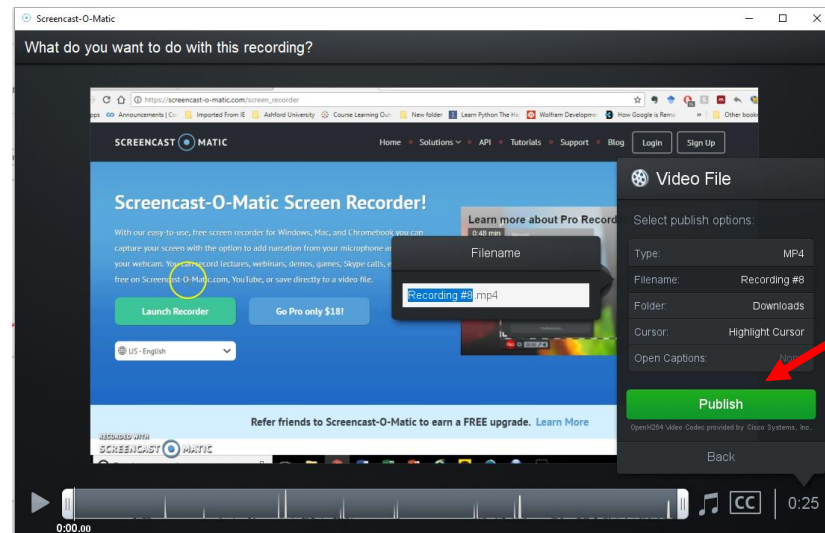 Screencast-O-Matic
What do you want to do with this recording?
https://screencast-o-matic.com/screen_recorder
Announcements | Co
Imported From IE
Ashford University
Course Learning Out
New folder
Learn Python The Ha
Wolfram Developme
How Google is Rema
Other book
SCREENCAST MATIC
Home
Solutions
API
Tutorials
Support
Blog
Login
Sign Up
Screencast-O-Matic Screen Recorder!
With our easy-to-use, free screen recorder for Windows, Mac, and Chromebook you can
capture your screen with the option to add narration from your microphone
your webcam. You can record lectures, webinars, demos, games, Skype calls,
free on Screencast-O-Matic.com, YouTube, or save directly to a video file.
Launch Recorder
Go Pro only $18!
US - English
Learn more about Pro Record
0:48 min
Filename
Recording #8.mp4
Video File
Select publish options:
Type: MP4
Filename: Recording #8
Folder: Downloads
Cursor: Highlight Cursor
Open Captions:
Publish
OpenH264 Video Codec provided by Cisco Systems, Inc.
Back
Refer friends to Screencast-O-Matic to earn a FREE upgrade. Learn More
RECORDED WITH
SCREENCAST MATIC
CC
0:25
0:00.00